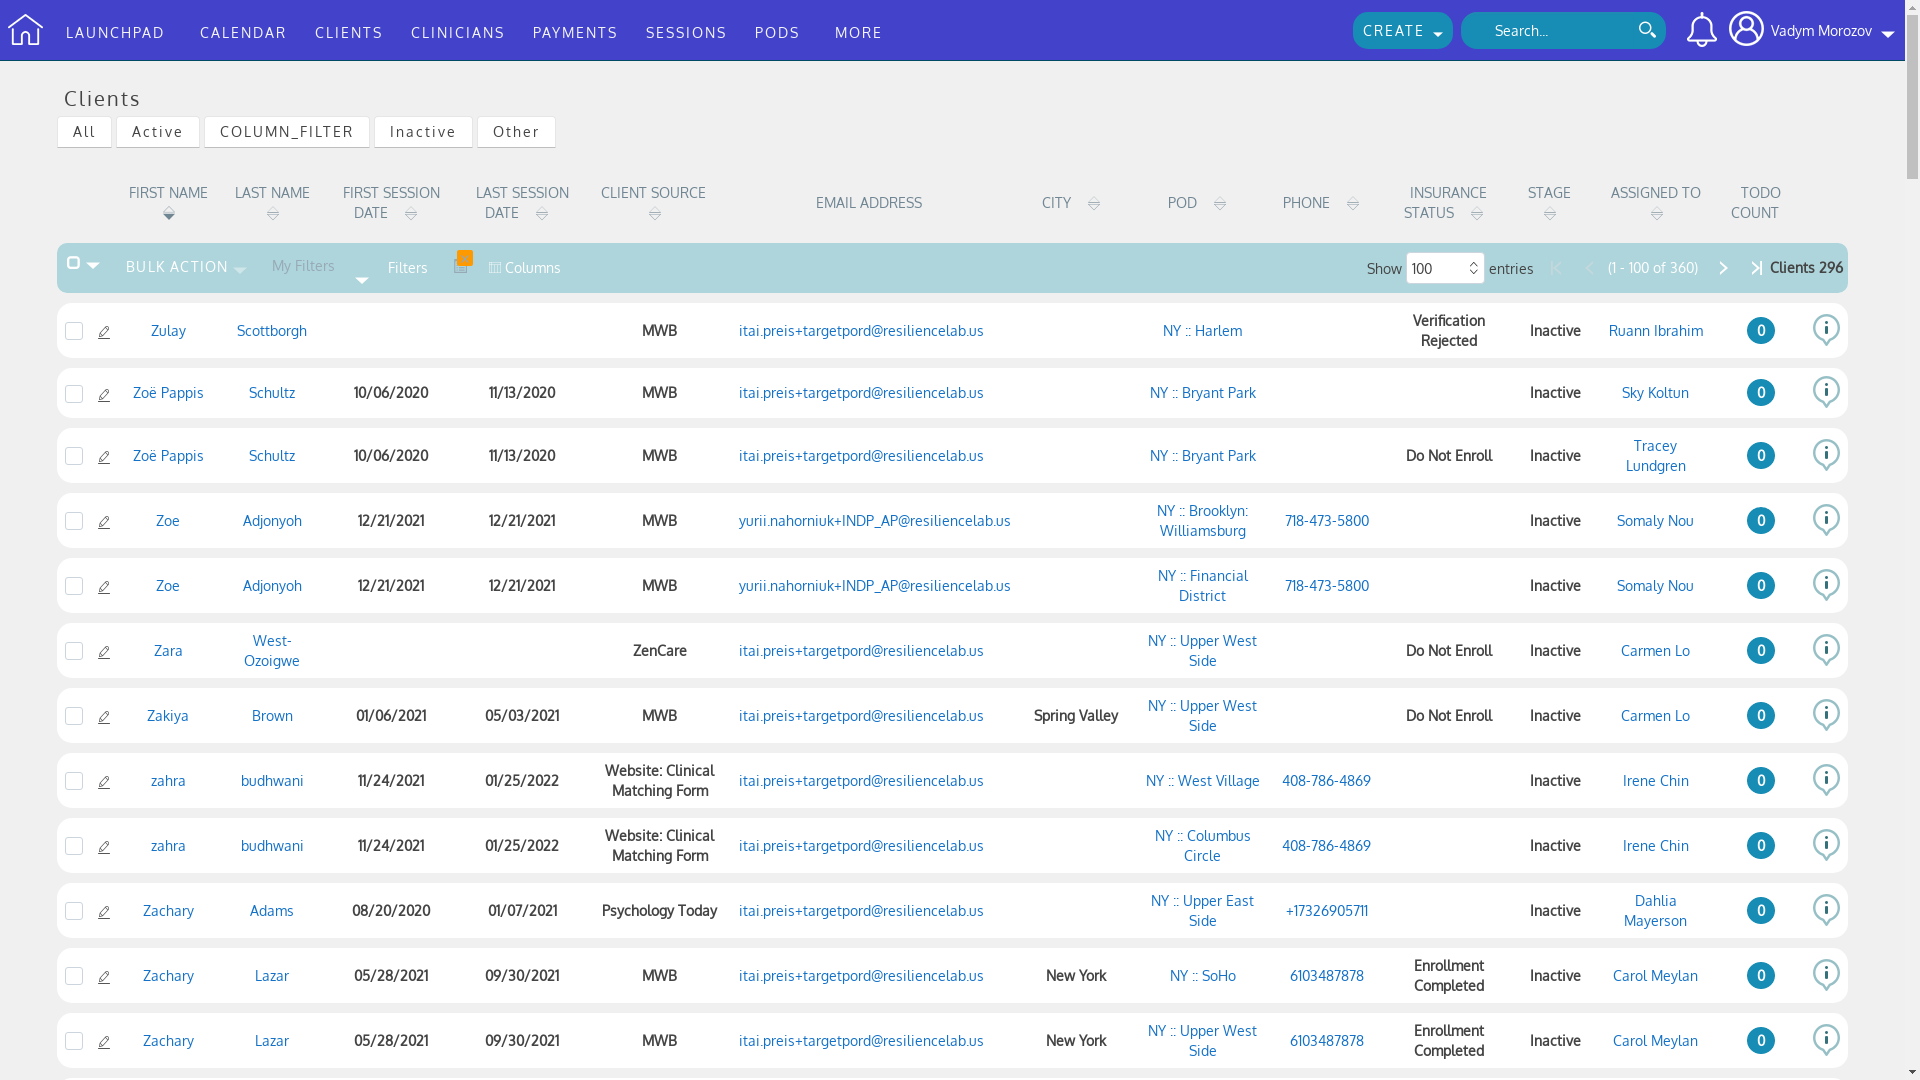 LAUNCHPAD CALENDAR CLIENTS CLINICIANS PAYMENTS SESSIONS PODS MORE CREATE Search... Vadym Morozov
Clients
All Active COLUMN_FILTER Inactive Other
FIRST NAME LAST NAME FIRST SESSION DATE LAST SESSION DATE CLIENT SOURCE EMAIL ADDRESS CITY POD PHONE INSURANCE STATUS STAGE ASSIGNED TO TODO COUNT
BULK ACTION My Filters Filters Columns Show 100 entries (1 - 100 of 360) Clients 296
Zulay Scottborgh MWB itai.preis+targetpord@resiliencelab.us NY :: Harlem Verification Rejected Inactive Ruann Ibrahim 0
Zoë Pappis Schultz 10/06/2020 11/13/2020 MWB itai.preis+targetpord@resiliencelab.us NY :: Bryant Park Inactive Sky Koltun 0
Zoë Pappis Schultz 10/06/2020 11/13/2020 MWB itai.preis+targetpord@resiliencelab.us NY :: Bryant Park Do Not Enroll Inactive Tracey Lundgren 0
Zoe Adjonyoh 12/21/2021 12/21/2021 MWB yurii.nahorniuk+INDP_AP@resiliencelab.us NY :: Brooklyn: Williamsburg 718-473-5800 Inactive Somaly Nou 0
Zoe Adjonyoh 12/21/2021 12/21/2021 MWB yurii.nahorniuk+INDP_AP@resiliencelab.us NY :: Financial District 718-473-5800 Inactive Somaly Nou 0
Zara West-Ozoigwe ZenCare itai.preis+targetpord@resiliencelab.us NY :: Upper West Side Do Not Enroll Inactive Carmen Lo 0
Zakiya Brown 01/06/2021 05/03/2021 MWB itai.preis+targetpord@resiliencelab.us Spring Valley NY :: Upper West Side Do Not Enroll Inactive Carmen Lo 0
zahra budhwani 11/24/2021 01/25/2022 Website: Clinical Matching Form itai.preis+targetpord@resiliencelab.us NY :: West Village 408-786-4869 Inactive Irene Chin 0
zahra budhwani 11/24/2021 01/25/2022 Website: Clinical Matching Form itai.preis+targetpord@resiliencelab.us NY :: Columbus Circle 408-786-4869 Inactive Irene Chin 0
Zachary Adams 08/20/2020 01/07/2021 Psychology Today itai.preis+targetpord@resiliencelab.us NY :: Upper East Side +17326905711 Inactive Dahlia Mayerson 0
Zachary Lazar 05/28/2021 09/30/2021 MWB itai.preis+targetpord@resiliencelab.us New York NY :: SoHo 6103487878 Enrollment Completed Inactive Carol Meylan 0
Zachary Lazar 05/28/2021 09/30/2021 MWB itai.preis+targetpord@resiliencelab.us New York NY :: Upper West Side 6103487878 Enrollment Completed Inactive Carol Meylan 0